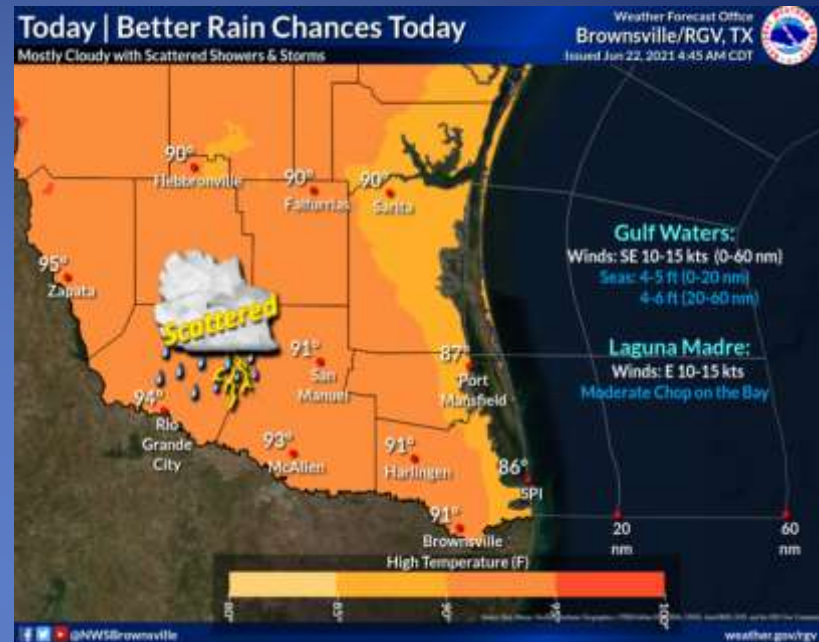 Today | Better Rain Chances Today
Mostly Cloudy with Scattered Showers & Storms
Weather Forecast Office
Brownsville/RGV, TX
Issued Jun 22, 2021 4:45 AM CDT
90°
Hebbronville
90°
Falfurrias
90°
Sarita
95°
Zapata
Scattered
Gulf Waters:
Winds: SE 10-15 kts (0-60 nm)
Seas: 4-5 ft (0-20 nm)
4-6 ft (20-60 nm)
Laguna Madre:
Winds: E 10-15 kts
Moderate Chop on the Bay
91°
San
Manuel
87°
Port
Mansfield
94°
Rio
Grande
City
93°
McAllen
91°
Harlingen
86°
SPI
91°
Brownsville
20
nm
60
nm
High Temperature (F)
80° 85° 90° 95° 100°
@NWSBrownsville
weather.gov/rgv